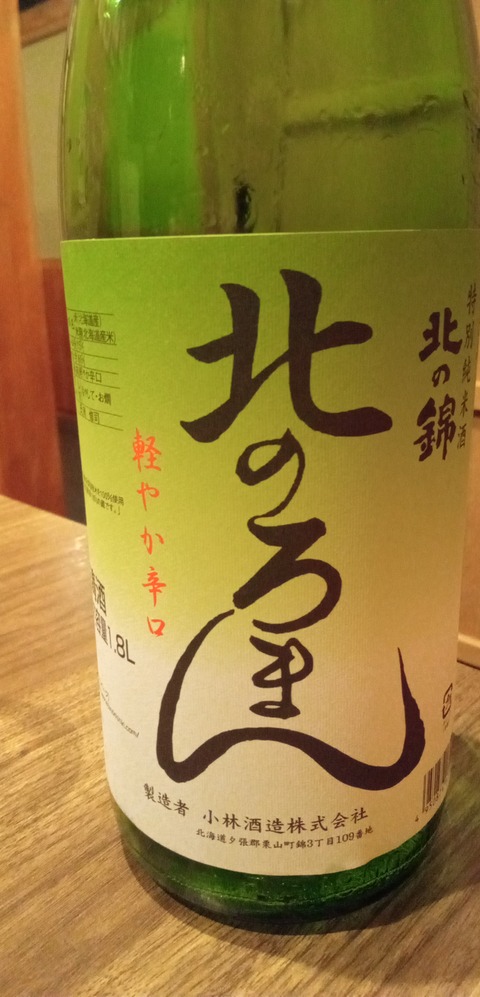 特別純米酒
北の錦
北のろまん
軽やか辛口
1.8L
製造者 小林酒造株式会社
北海道夕張郡栗山町錦3丁目109番地